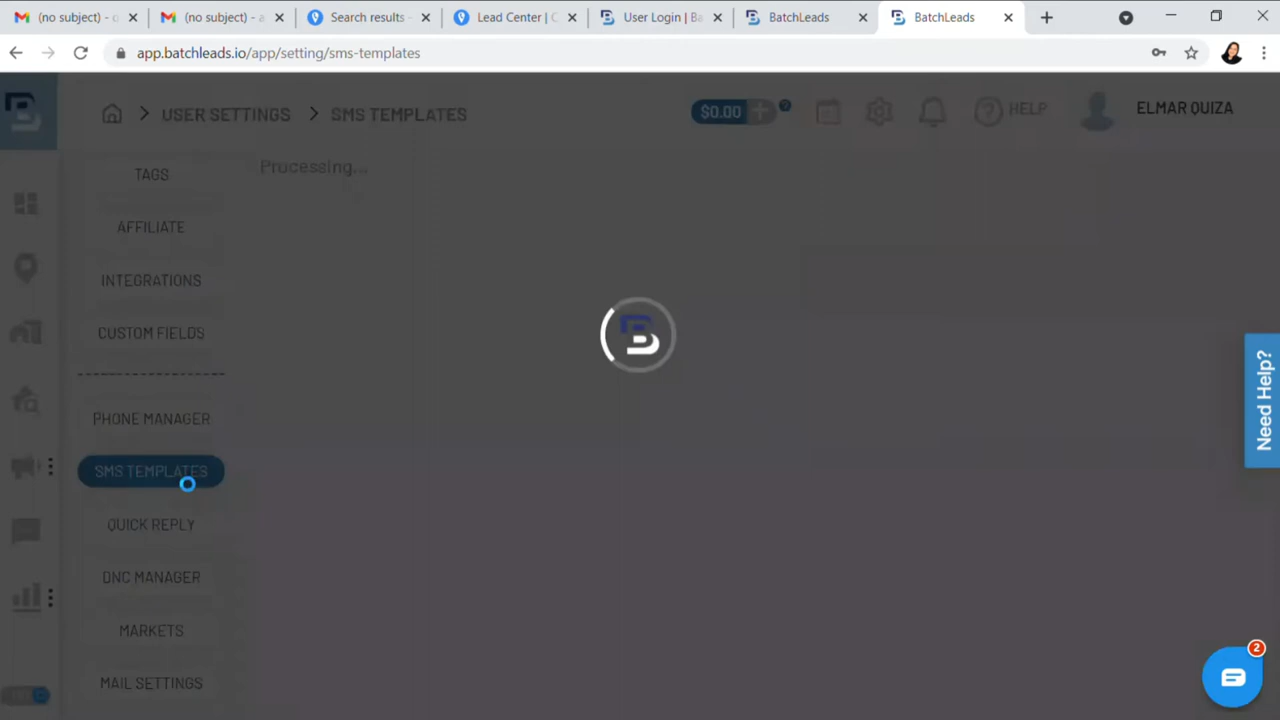 (no subject) - 
(no subject) - 
Search results - 
Lead Center | C
User Login | Ba
BatchLeads
BatchLeads
app.batchleads.io/app/setting/sms-templates
USER SETTINGS
SMS TEMPLATES
$0.00
?
? HELP
ELMAR QUIZA
Processing...
TAGS
AFFILIATE
INTEGRATIONS
CUSTOM FIELDS
PHONE MANAGER
SMS TEMPLATES
QUICK REPLY
DNC MANAGER
MARKETS
MAIL SETTINGS
Need Help?
2